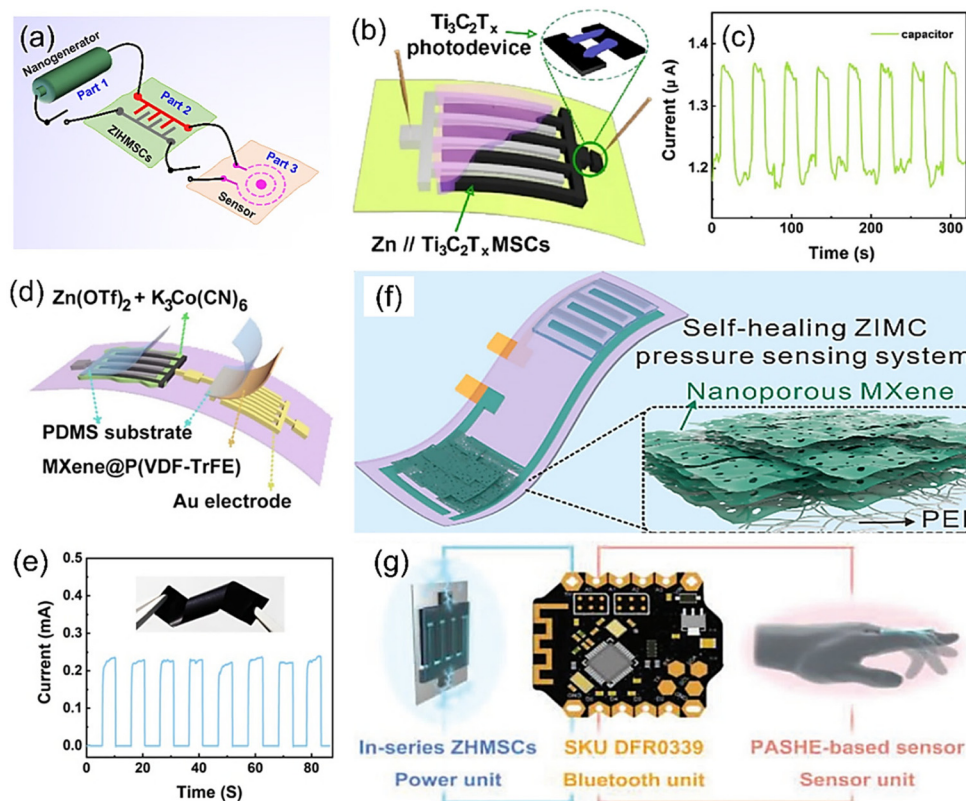 (a)
Nanogenerator
Part 1
Part 2
ZIHMSCs
Part 3
Sensor
(b)
Ti3C2Tx
photodevice
Zn // Ti3C2Tx MSCs
(c)
capacitor
Current (μ A)
1.4
1.3
1.2
0 50 100 150 200 250 300
Time (s)
(d)
Zn(OTf)2 + K3Co(CN)6
PDMS substrate
MXene@P(VDF-TrFE)
Au electrode
(f)
Self-healing ZIMC
pressure sensing system
Nanoporous MXene
(e)
Current (mA)
0.5
0.4
0.3
0.2
0.1
0.0
0 20 40 60 80
Time (S)
(g)
In-series ZHMSCs
Power unit
SKU DFR0339
Bluetooth unit
PASHE-based sensor
Sensor unit